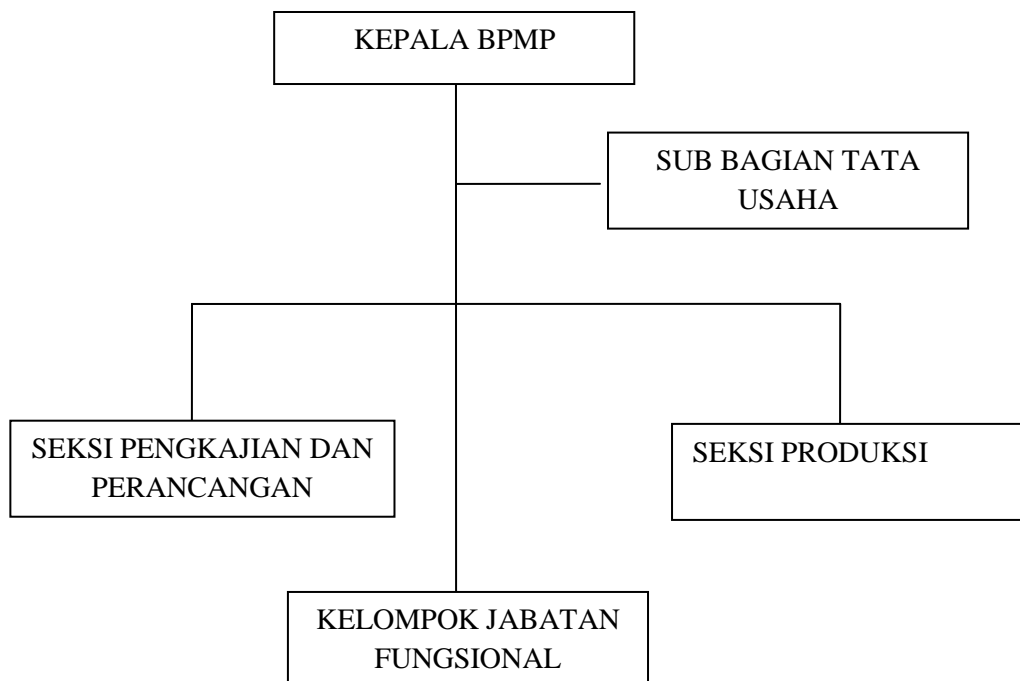 KEPALA BPMP
SUB BAGIAN TATA
USAHA
SEKSI PENGKAJIAN DAN
PERANCANGAN
SEKSI PRODUKSI
KELOMPOK JABATAN
FUNGSIONAL